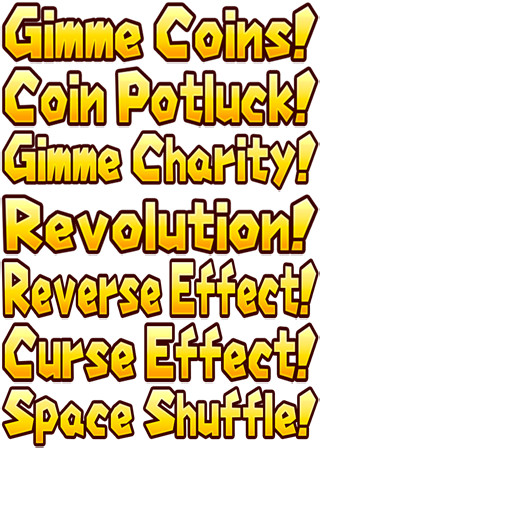 Gimme Coins!
Coin Potluck!
Gimme Charity!
Revolution!
Reverse Effect!
Curse Effect!
Space Shuffle!